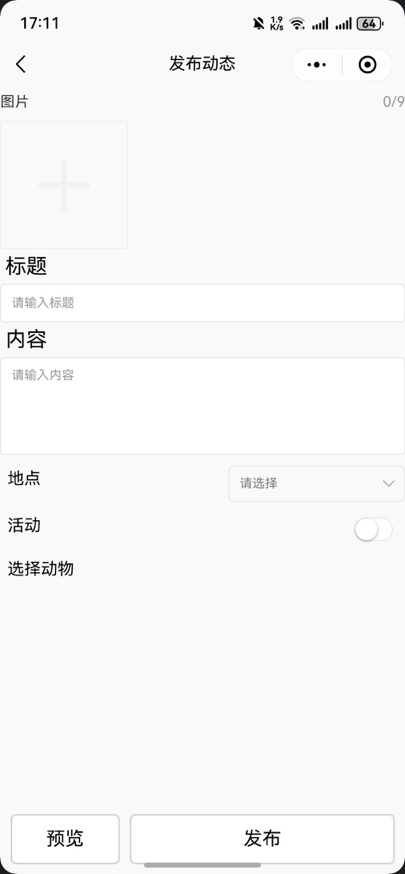 17:11
1.9
K/s
64
发布动态
图片
0/9
标题
请输入标题
内容
请输入内容
地点
请选择
活动
选择动物
预览
发布